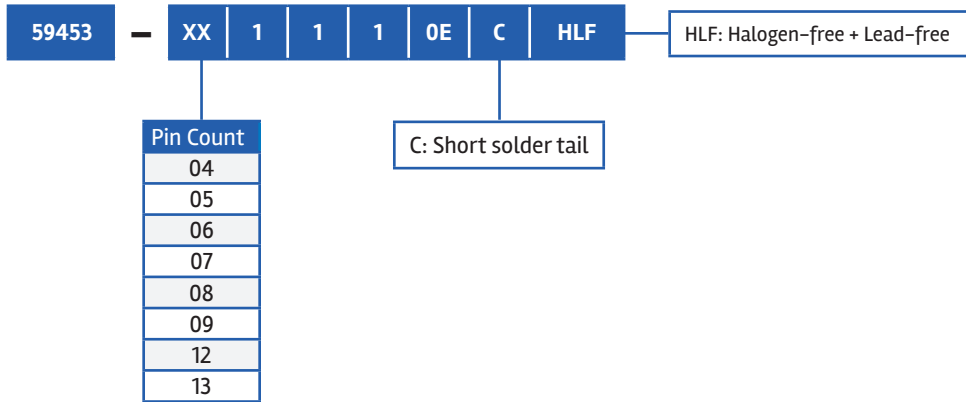 59453 – XX 1 1 1 0E C HLF
HLF: Halogen-free + Lead-free
Pin Count
04
05
06
07
08
09
12
13
C: Short solder tail